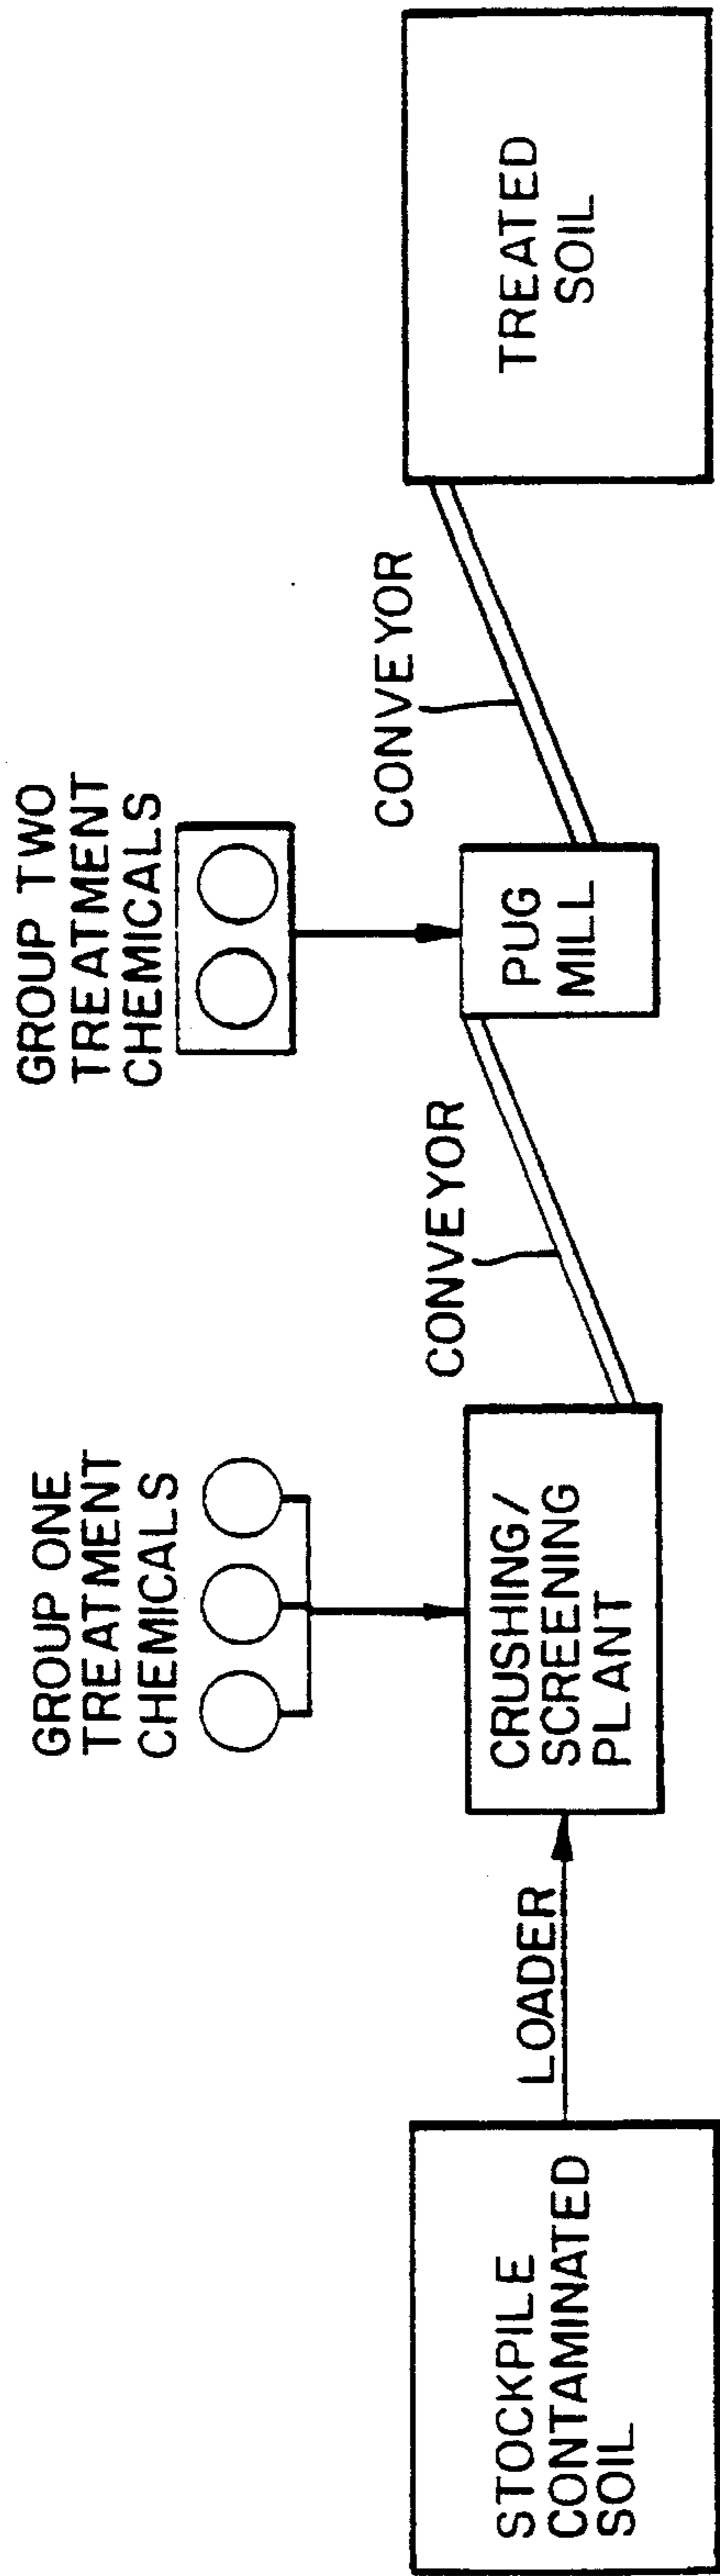 GROUP ONE
TREATMENT
CHEMICALS
GROUP TWO
TREATMENT
CHEMICALS
STOCKPILE
CONTAMINATED
SOIL
LOADER
CRUSHING/
SCREENING
PLANT
CONVEYOR
PUG
MILL
CONVEYOR
TREATED
SOIL